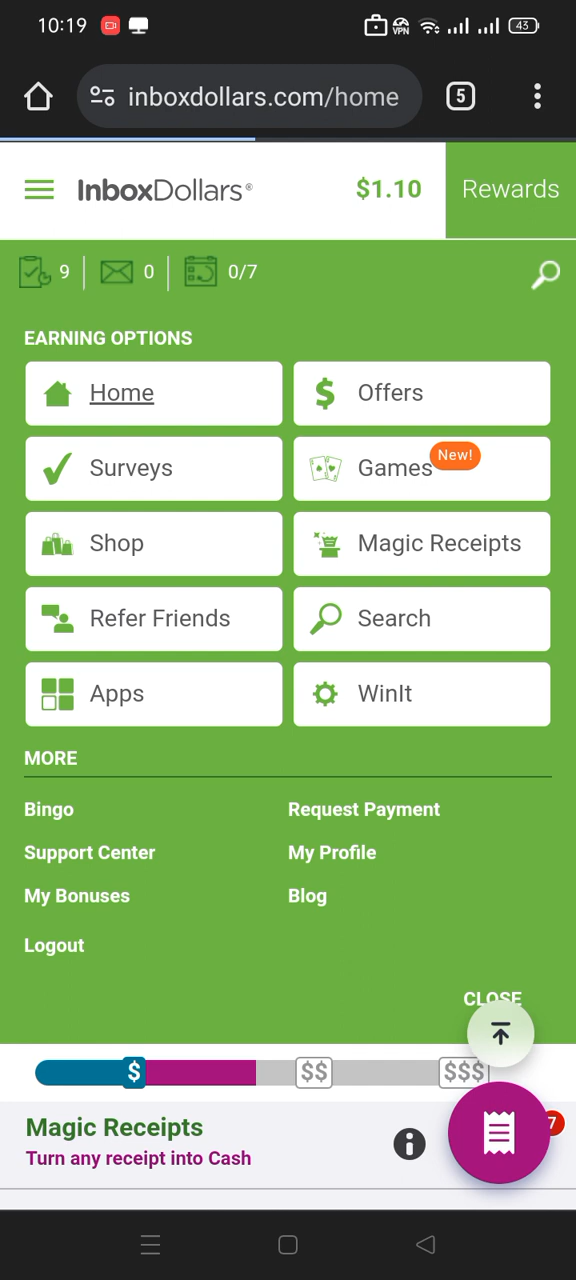 10:19
VPN
43
inboxdollars.com/home
5
InboxDollars®
$1.10
Rewards
9
0
0/7
EARNING OPTIONS
Home
Offers
Surveys
Games
New!
Shop
Magic Receipts
Refer Friends
Search
Apps
WinIt
MORE
Bingo
Request Payment
Support Center
My Profile
My Bonuses
Blog
Logout
CLOSE
$
$$
$$$
Magic Receipts
7
Turn any receipt into Cash